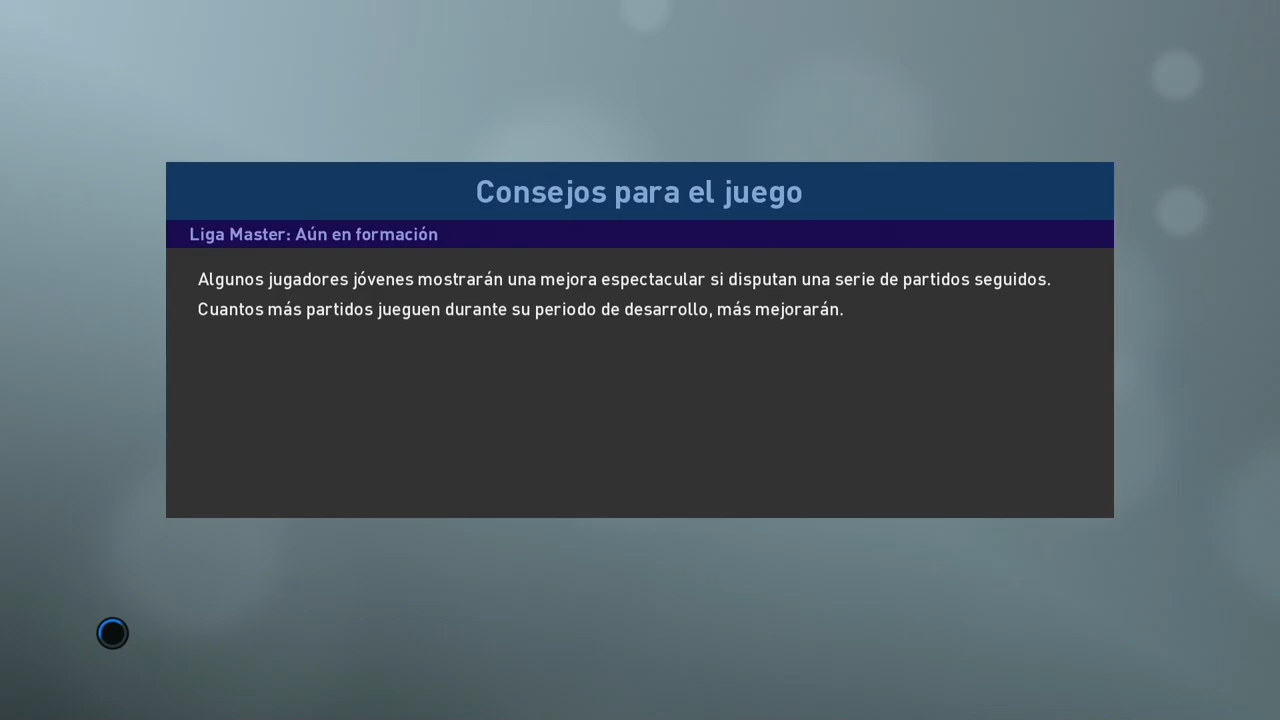 Consejos para el juego
Liga Master: Aún en formación
Algunos jugadores jóvenes mostrarán una mejora espectacular si disputan una serie de partidos seguidos.
Cuantos más partidos jueguen durante su periodo de desarrollo, más mejorarán.